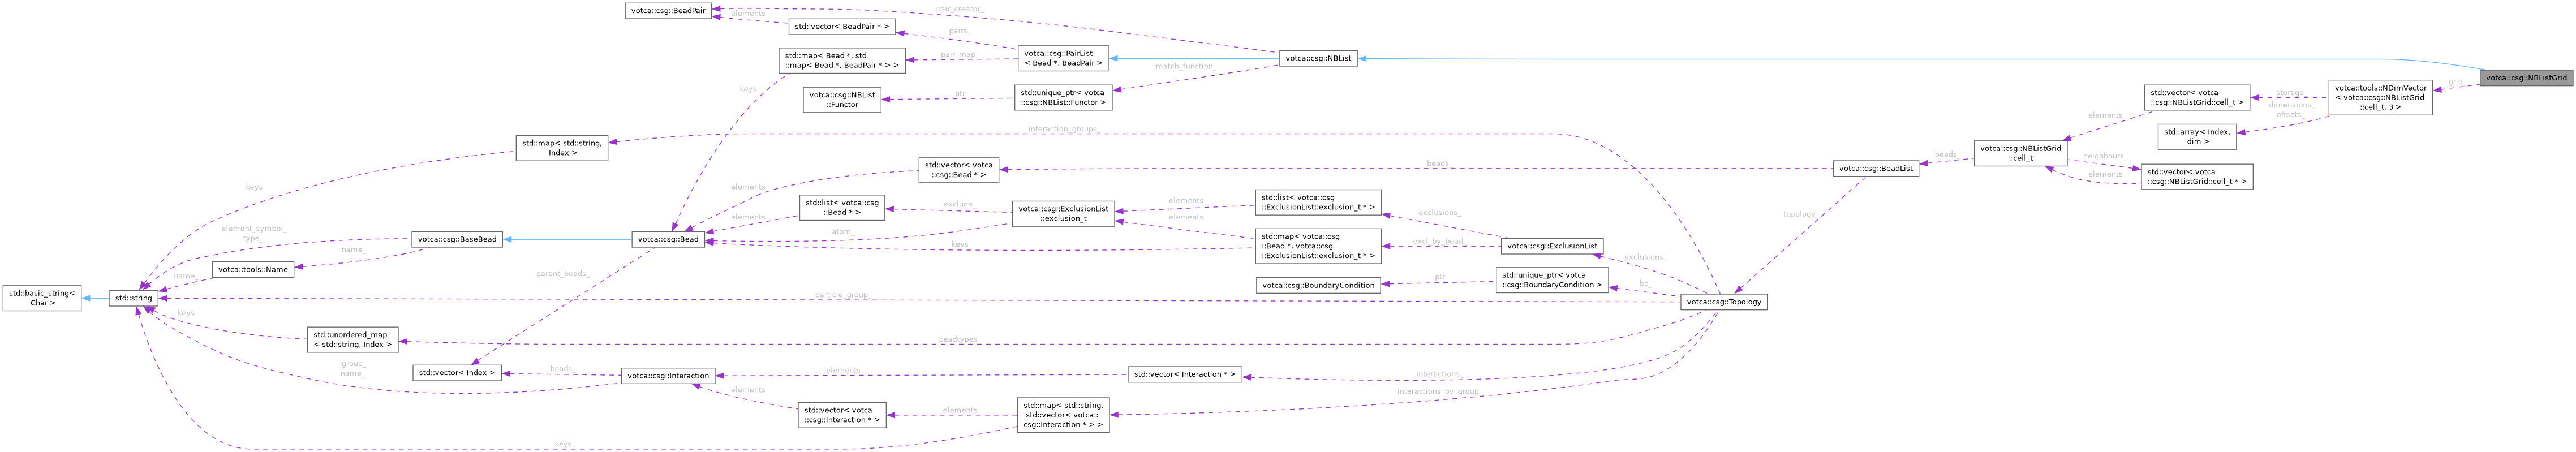 votca::csg::BeadPair
elements
pair_creator_
std::vector< BeadPair * >
pairs_
std::map< Bead *, std
::map< Bead *, BeadPair * > >
pair_map_
votca::csg::PairList
< Bead *, BeadPair >
votca::csg::NBList
match_function_
votca::csg::NBListGrid
grid_
votca::tools::NDimVector
< votca::csg::NBListGrid
::cell_t, 3 >
storage_
dimensions_
offsets_
std::vector< votca
::csg::NBListGrid::cell_t >
std::array< Index,
dim >
elements
keys
votca::csg::NBList
::Functor
ptr
std::unique_ptr< votca
::csg::NBList::Functor >
interaction_groups_
std::map< std::string,
Index >
votca::csg::NBListGrid
::cell_t
neighbours_
elements
std::vector< votca
::csg::NBListGrid::cell_t * >
beads_
votca::csg::BeadList
beads_
std::vector< votca
::csg::Bead * >
elements
keys
std::list< votca::csg
::Bead * >
elements
exclude_
votca::csg::ExclusionList
::exclusion_t
atom_
elements
elements
std::list< votca::csg
::ExclusionList::exclusion_t * >
exclusions_
topology_
keys
std::map< votca::csg
::Bead *, votca::csg
::ExclusionList::exclusion_t * >
excl_by_bead_
votca::csg::ExclusionList
exclusions_
element_symbol_
type_
name_
votca::csg::BaseBead
votca::csg::Bead
votca::tools::Name
name_
parent_beads_
votca::csg::BoundaryCondition
ptr
std::unique_ptr< votca
::csg::BoundaryCondition >
bc_
votca::csg::Topology
std::basic_string<
Char >
std::string
particle_group_
keys
std::unordered_map
< std::string, Index >
beadtypes_
group_
name_
std::vector< Index >
beads_
votca::csg::Interaction
elements
std::vector< Interaction * >
interactions_
interactions_by_group_
elements
std::vector< votca
::csg::Interaction * >
elements
std::map< std::string,
std::vector< votca::
csg::Interaction * > >
keys